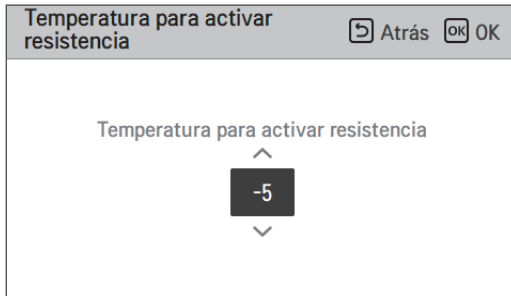 Temperatura para activar
resistencia
Atrás OK OK
Temperatura para activar resistencia
-5